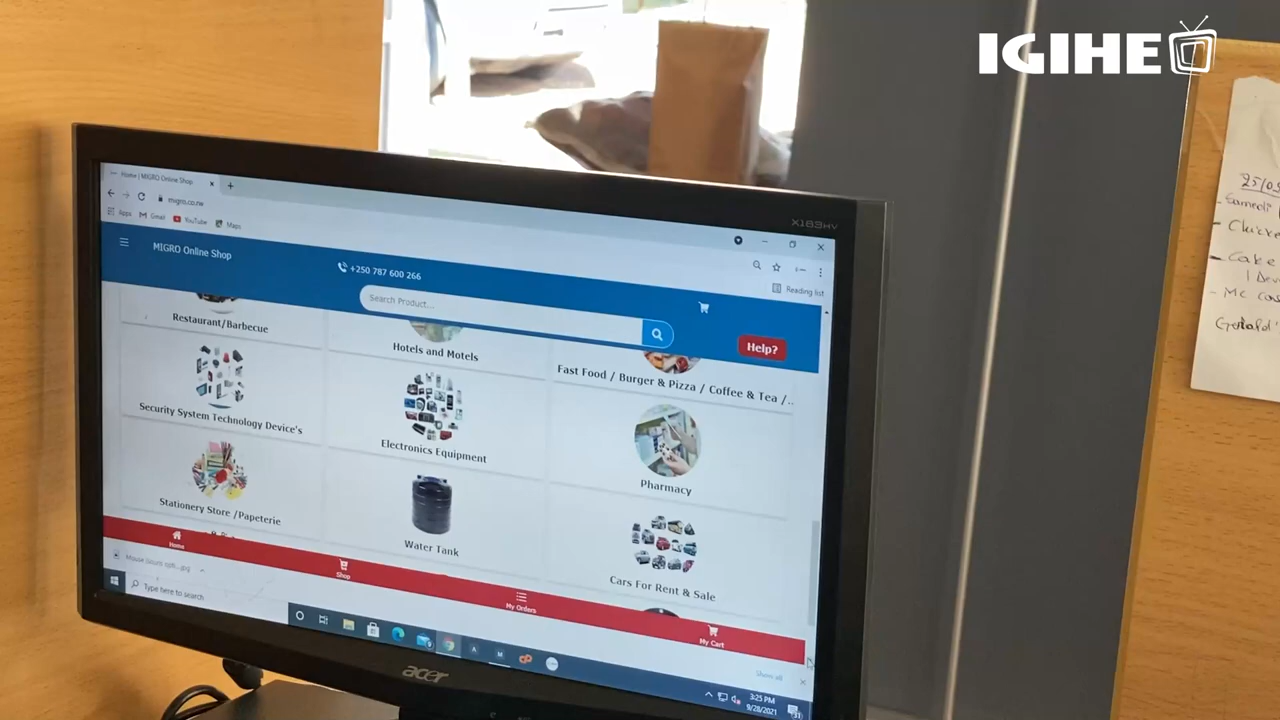 IGIHE
X183HV
Home | MIGRO Online Shop
migro.co.rw
Apps Gmail YouTube Maps
Reading list
MIGRO Online Shop
+250 787 600 266
Search Product...
Help?
Restaurant/Barbecue
Hotels and Motels
Fast Food / Burger & Pizza / Coffee & Tea /..
Security System Technology Device's
Electronics Equipment
Pharmacy
Stationery Store /Papeterie
Water Tank
Cars For Rent & Sale
Home
Shop
My Orders
My Cart
Show all
Type here to search
3:25 PM
9/28/2021
acer
Samedi